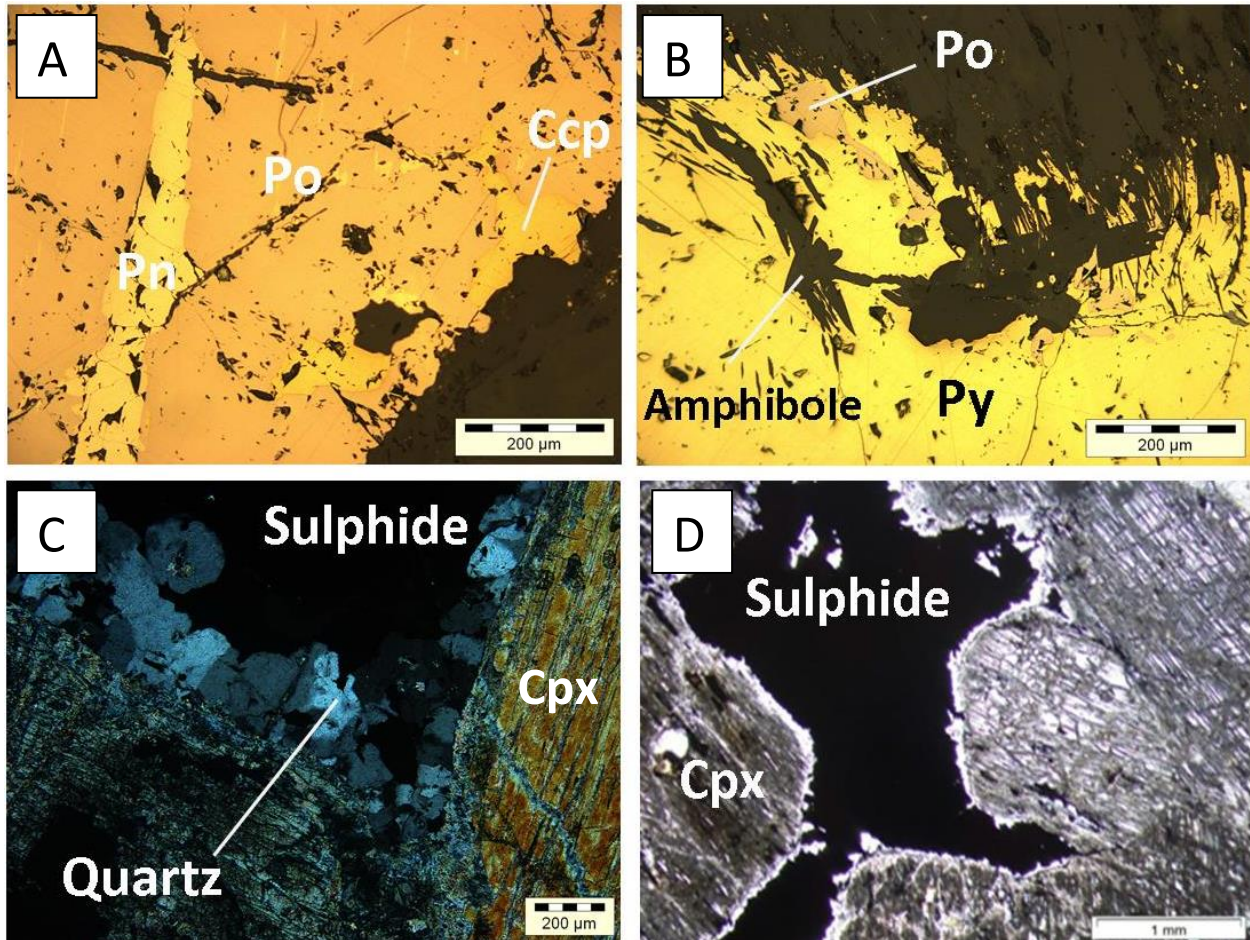 A
Po
Ccp
Pn
200 µm
B
Po
Amphibole
Py
200 µm
C
Sulphide
Cpx
Quartz
200 µm
D
Sulphide
Cpx
1 mm